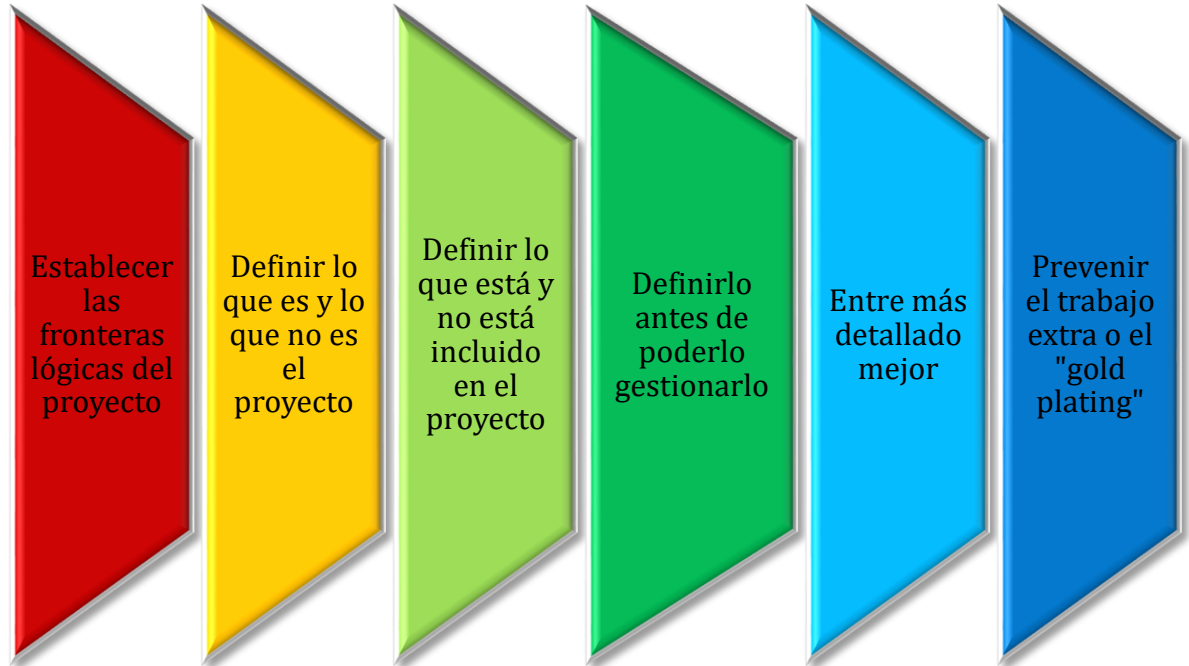 Establecer
las
fronteras
lógicas del
proyecto
Definir lo
que es y lo
que no es
el
proyecto
Definir lo
que está y
no está
incluido
en el
proyecto
Definirlo
antes de
poderlo
gestionarlo
Entre más
detallado
mejor
Prevenir
el trabajo
extra o el
"gold
plating"